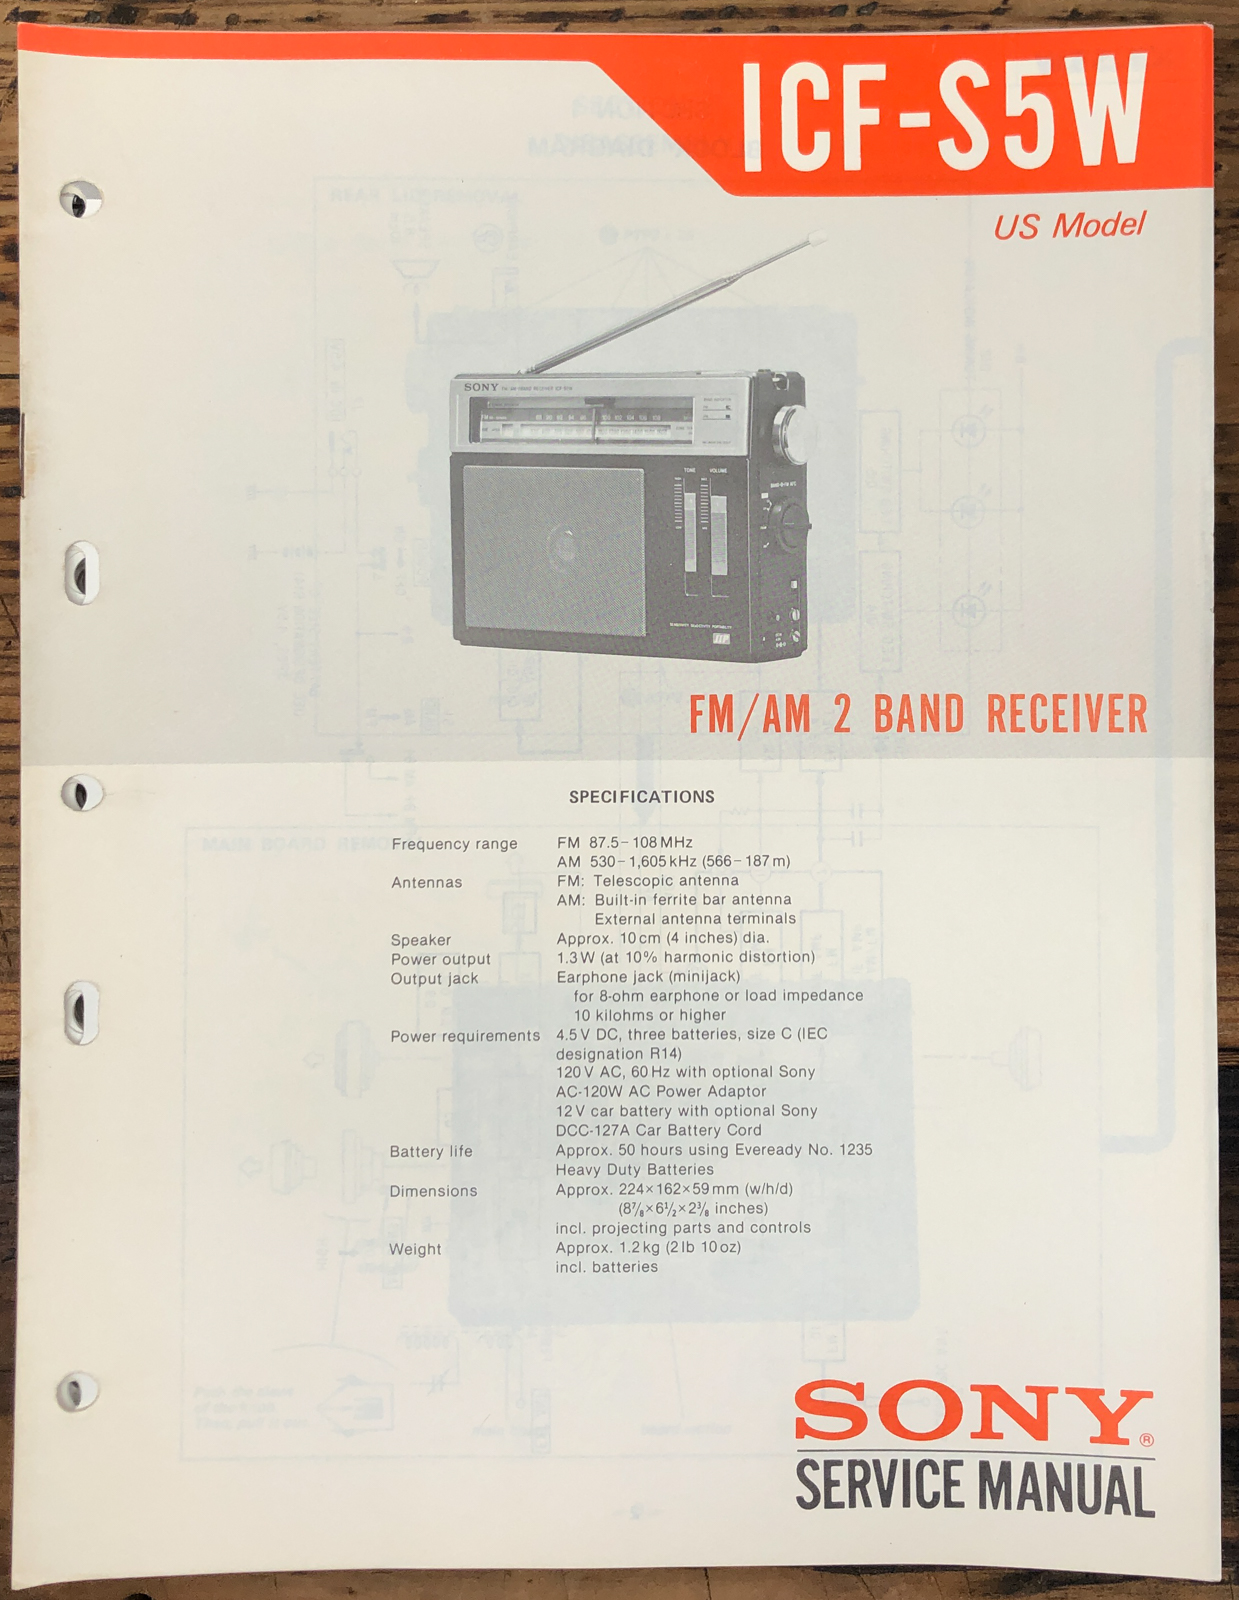 ICF-S5W
US Model
SONY
TONE VOLUME
FM/AM 2 BAND RECEIVER
SPECIFICATIONS
Frequency range FM 87.5–108 MHz
AM 530–1,605 kHz (566–187 m)
Antennas FM: Telescopic antenna
AM: Built-in ferrite bar antenna
External antenna terminals
Speaker Approx. 10 cm (4 inches) dia.
Power output 1.3 W (at 10% harmonic distortion)
Output jack Earphone jack (minijack)
for 8-ohm earphone or load impedance
10 kilohms or higher
Power requirements 4.5 V DC, three batteries, size C (IEC
designation R14)
120 V AC, 60 Hz with optional Sony
AC-120W AC Power Adaptor
12 V car battery with optional Sony
DCC-127A Car Battery Cord
Battery life Approx. 50 hours using Eveready No. 1235
Heavy Duty Batteries
Dimensions Approx. 224×162×59 mm (w/h/d)
(8⅞×6½×2⅜ inches)
incl. projecting parts and controls
Weight Approx. 1.2 kg (2 lb 10 oz)
incl. batteries
SONY®
SERVICE MANUAL